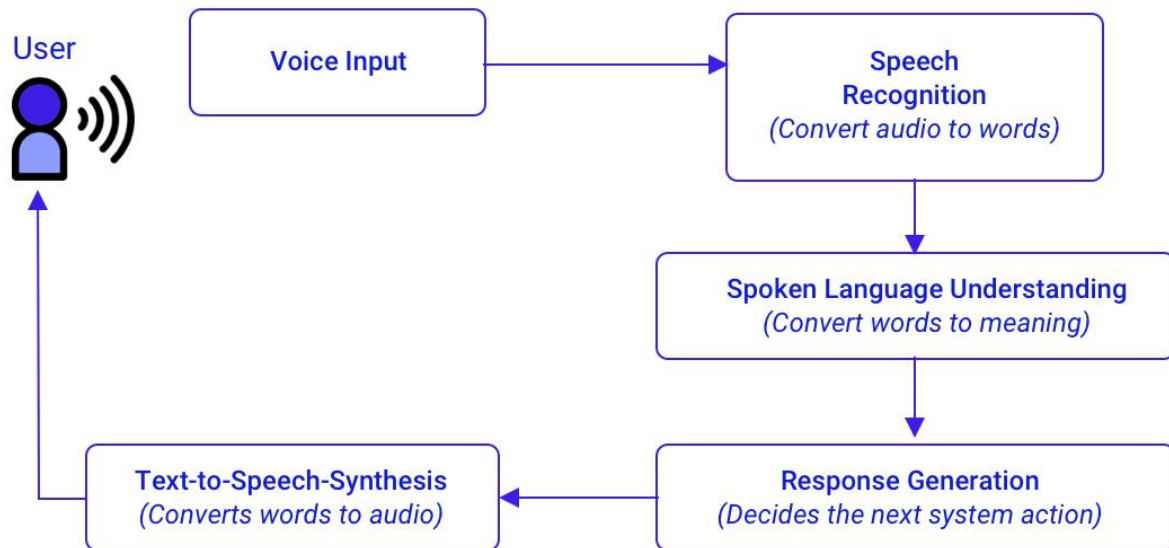 User
Voice Input
Speech
Recognition
(Convert audio to words)
Spoken Language Understanding
(Convert words to meaning)
Response Generation
(Decides the next system action)
Text-to-Speech-Synthesis
(Converts words to audio)